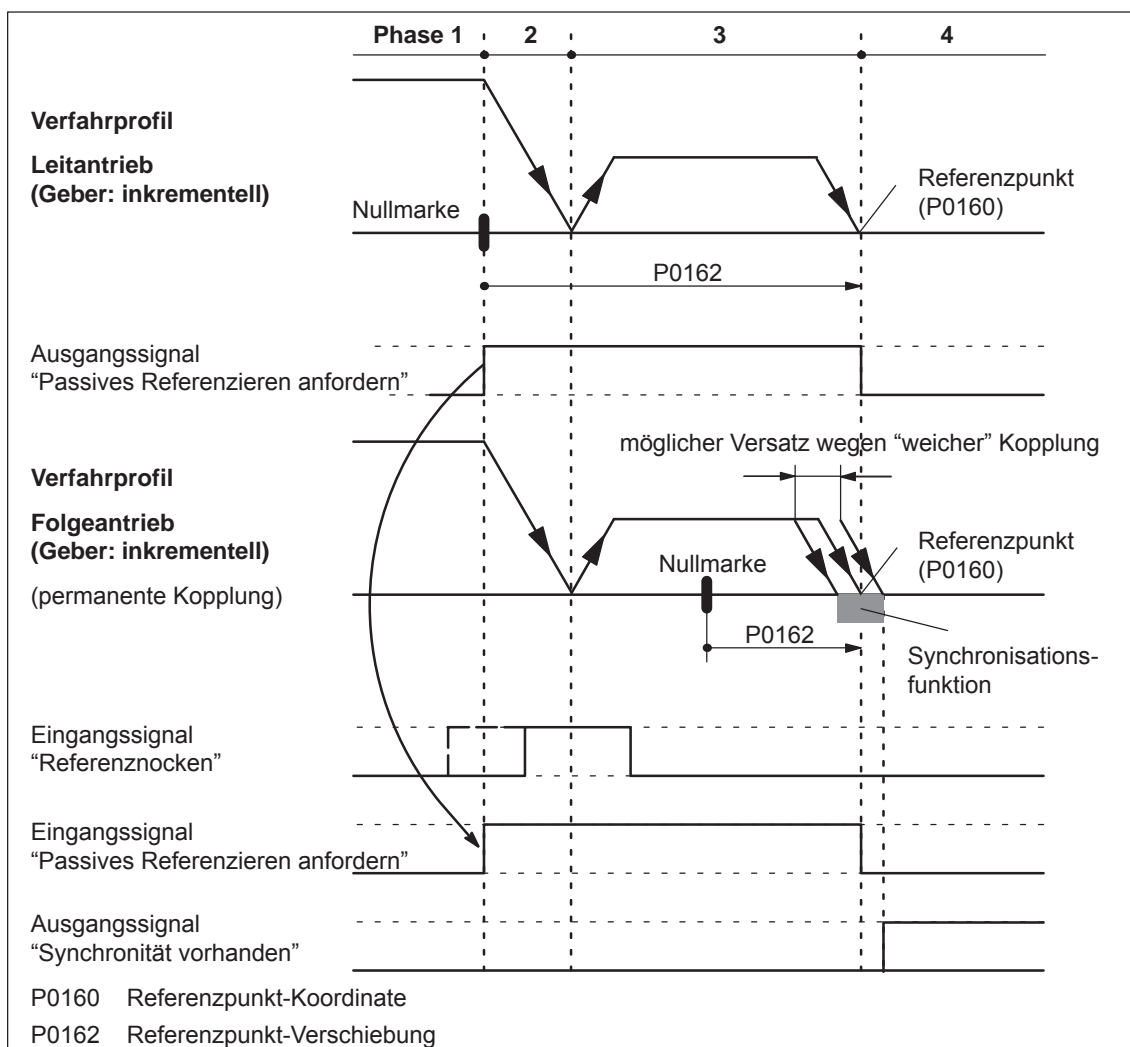 Phase 1 2 3 4
Verfahrprofil
Leitantrieb
(Geber: inkrementell)
Nullmarke
Referenzpunkt
(P0160)
P0162
Ausgangssignal
“Passives Referenzieren anfordern”
möglicher Versatz wegen “weicher” Kopplung
Verfahrprofil
Folgeantrieb
(Geber: inkrementell)
(permanente Kopplung)
Nullmarke
Referenzpunkt
(P0160)
P0162
Synchronisations-
funktion
Eingangssignal
“Referenznocken”
Eingangssignal
“Passives Referenzieren anfordern”
Ausgangssignal
“Synchronität vorhanden”
P0160 Referenzpunkt-Koordinate
P0162 Referenzpunkt-Verschiebung